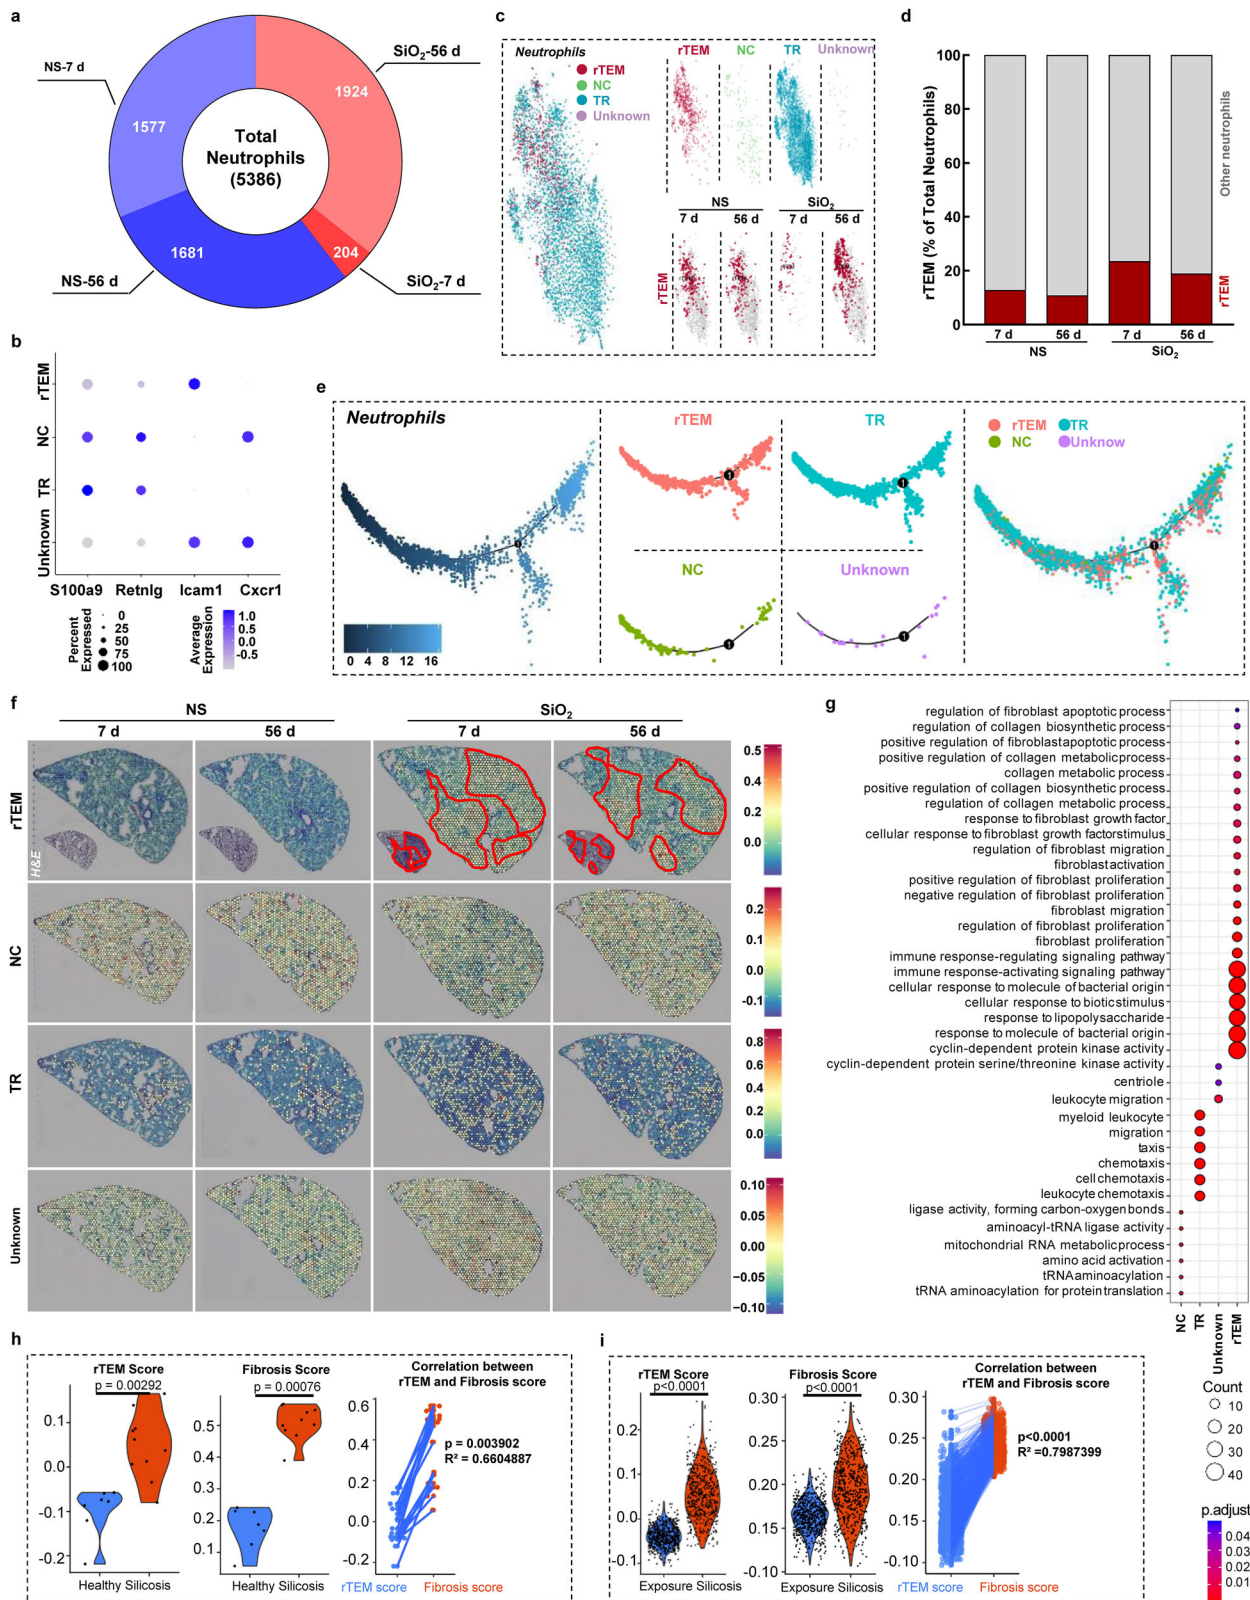 a
NS-7 d
SiO2-56 d
1924
1577
Total
Neutrophils
(5386)
1681
204
NS-56 d
SiO2-7 d
b
rTEM
NC
TR
Unknown
S100a9 Retnlg Icam1 Cxcr1
Percent
Expressed
0
25
50
75
100
Average
Expression
1.0
0.5
0.0
-0.5
c
Neutrophils
rTEM
NC
TR
Unknown
rTEM NC TR Unknown
NS SiO2
7 d 56 d 7 d 56 d
rTEM
d
rTEM (% of Total Neutrophils)
100
80
60
40
20
0
7 d 56 d 7 d 56 d
NS SiO2
Other neutrophils
rTEM
e
Neutrophils
0 4 8 12 16
1
rTEM
1
TR
1
NC
1
Unknown
1
rTEM TR
NC Unknow
1
f
NS SiO2
7 d 56 d 7 d 56 d
rTEM
H&E
0.5
0.4
0.2
0.0
NC
0.2
0.1
0.0
-0.1
TR
0.8
0.6
0.4
0.2
0.0
Unknown
0.10
0.05
0.00
−0.05
−0.10
g
regulation of fibroblast apoptotic process
regulation of collagen biosynthetic process
positive regulation of fibroblastapoptotic process
positive regulation of collagen metabolicprocess
collagen metabolic process
positive regulation of collagen biosynthetic process
regulation of collagen metabolic process
response to fibroblast growth factor
cellular response to fibroblast growth factorstimulus
regulation of fibroblast migration
fibroblastactivation
positive regulation of fibroblast proliferation
negative regulation of fibroblast proliferation
fibroblast migration
regulation of fibroblast proliferation
fibroblast proliferation
immune response-regulating signaling pathway
immune response-activating signaling pathway
cellular response to molecule of bacterial origin
cellular response to bioticstimulus
response to lipopolysaccharide
response to molecule of bacterial origin
cyclin-dependent protein kinase activity
cyclin-dependent protein serine/threonine kinase activity
centriole
leukocyte migration
myeloid leukocyte
migration
taxis
chemotaxis
cell chemotaxis
leukocyte chemotaxis
ligase activity, forming carbon-oxygen bonds
aminoacyl-tRNA ligase activity
mitochondrial RNA metabolic process
amino acid activation
tRNAaminoacylation
tRNA aminoacylation for proteintranslation
NC
TR
Unknown
rTEM
Count
10
20
30
40
p.adjust
0.04
0.03
0.02
0.01
h
rTEM Score
p = 0.00292
0.1
0.0
-0.1
-0.2
Healthy Silicosis
Fibrosis Score
p = 0.00076
0.5
0.4
0.3
0.2
0.1
Healthy Silicosis
Correlation between
rTEM and Fibrosis score
0.6
0.4
0.2
0.0
-0.2
p = 0.003902
R² = 0.6604887
rTEM score Fibrosis score
i
rTEM Score
p<0.0001
0.2
0.1
0.0
-0.1
Exposure Silicosis
Fibrosis Score
p<0.0001
0.30
0.25
0.20
0.15
0.10
Exposure Silicosis
Correlation between
rTEM and Fibrosis score
0.30
0.25
0.20
0.15
0.10
p<0.0001
R² =0.7987399
rTEM score Fibrosis score